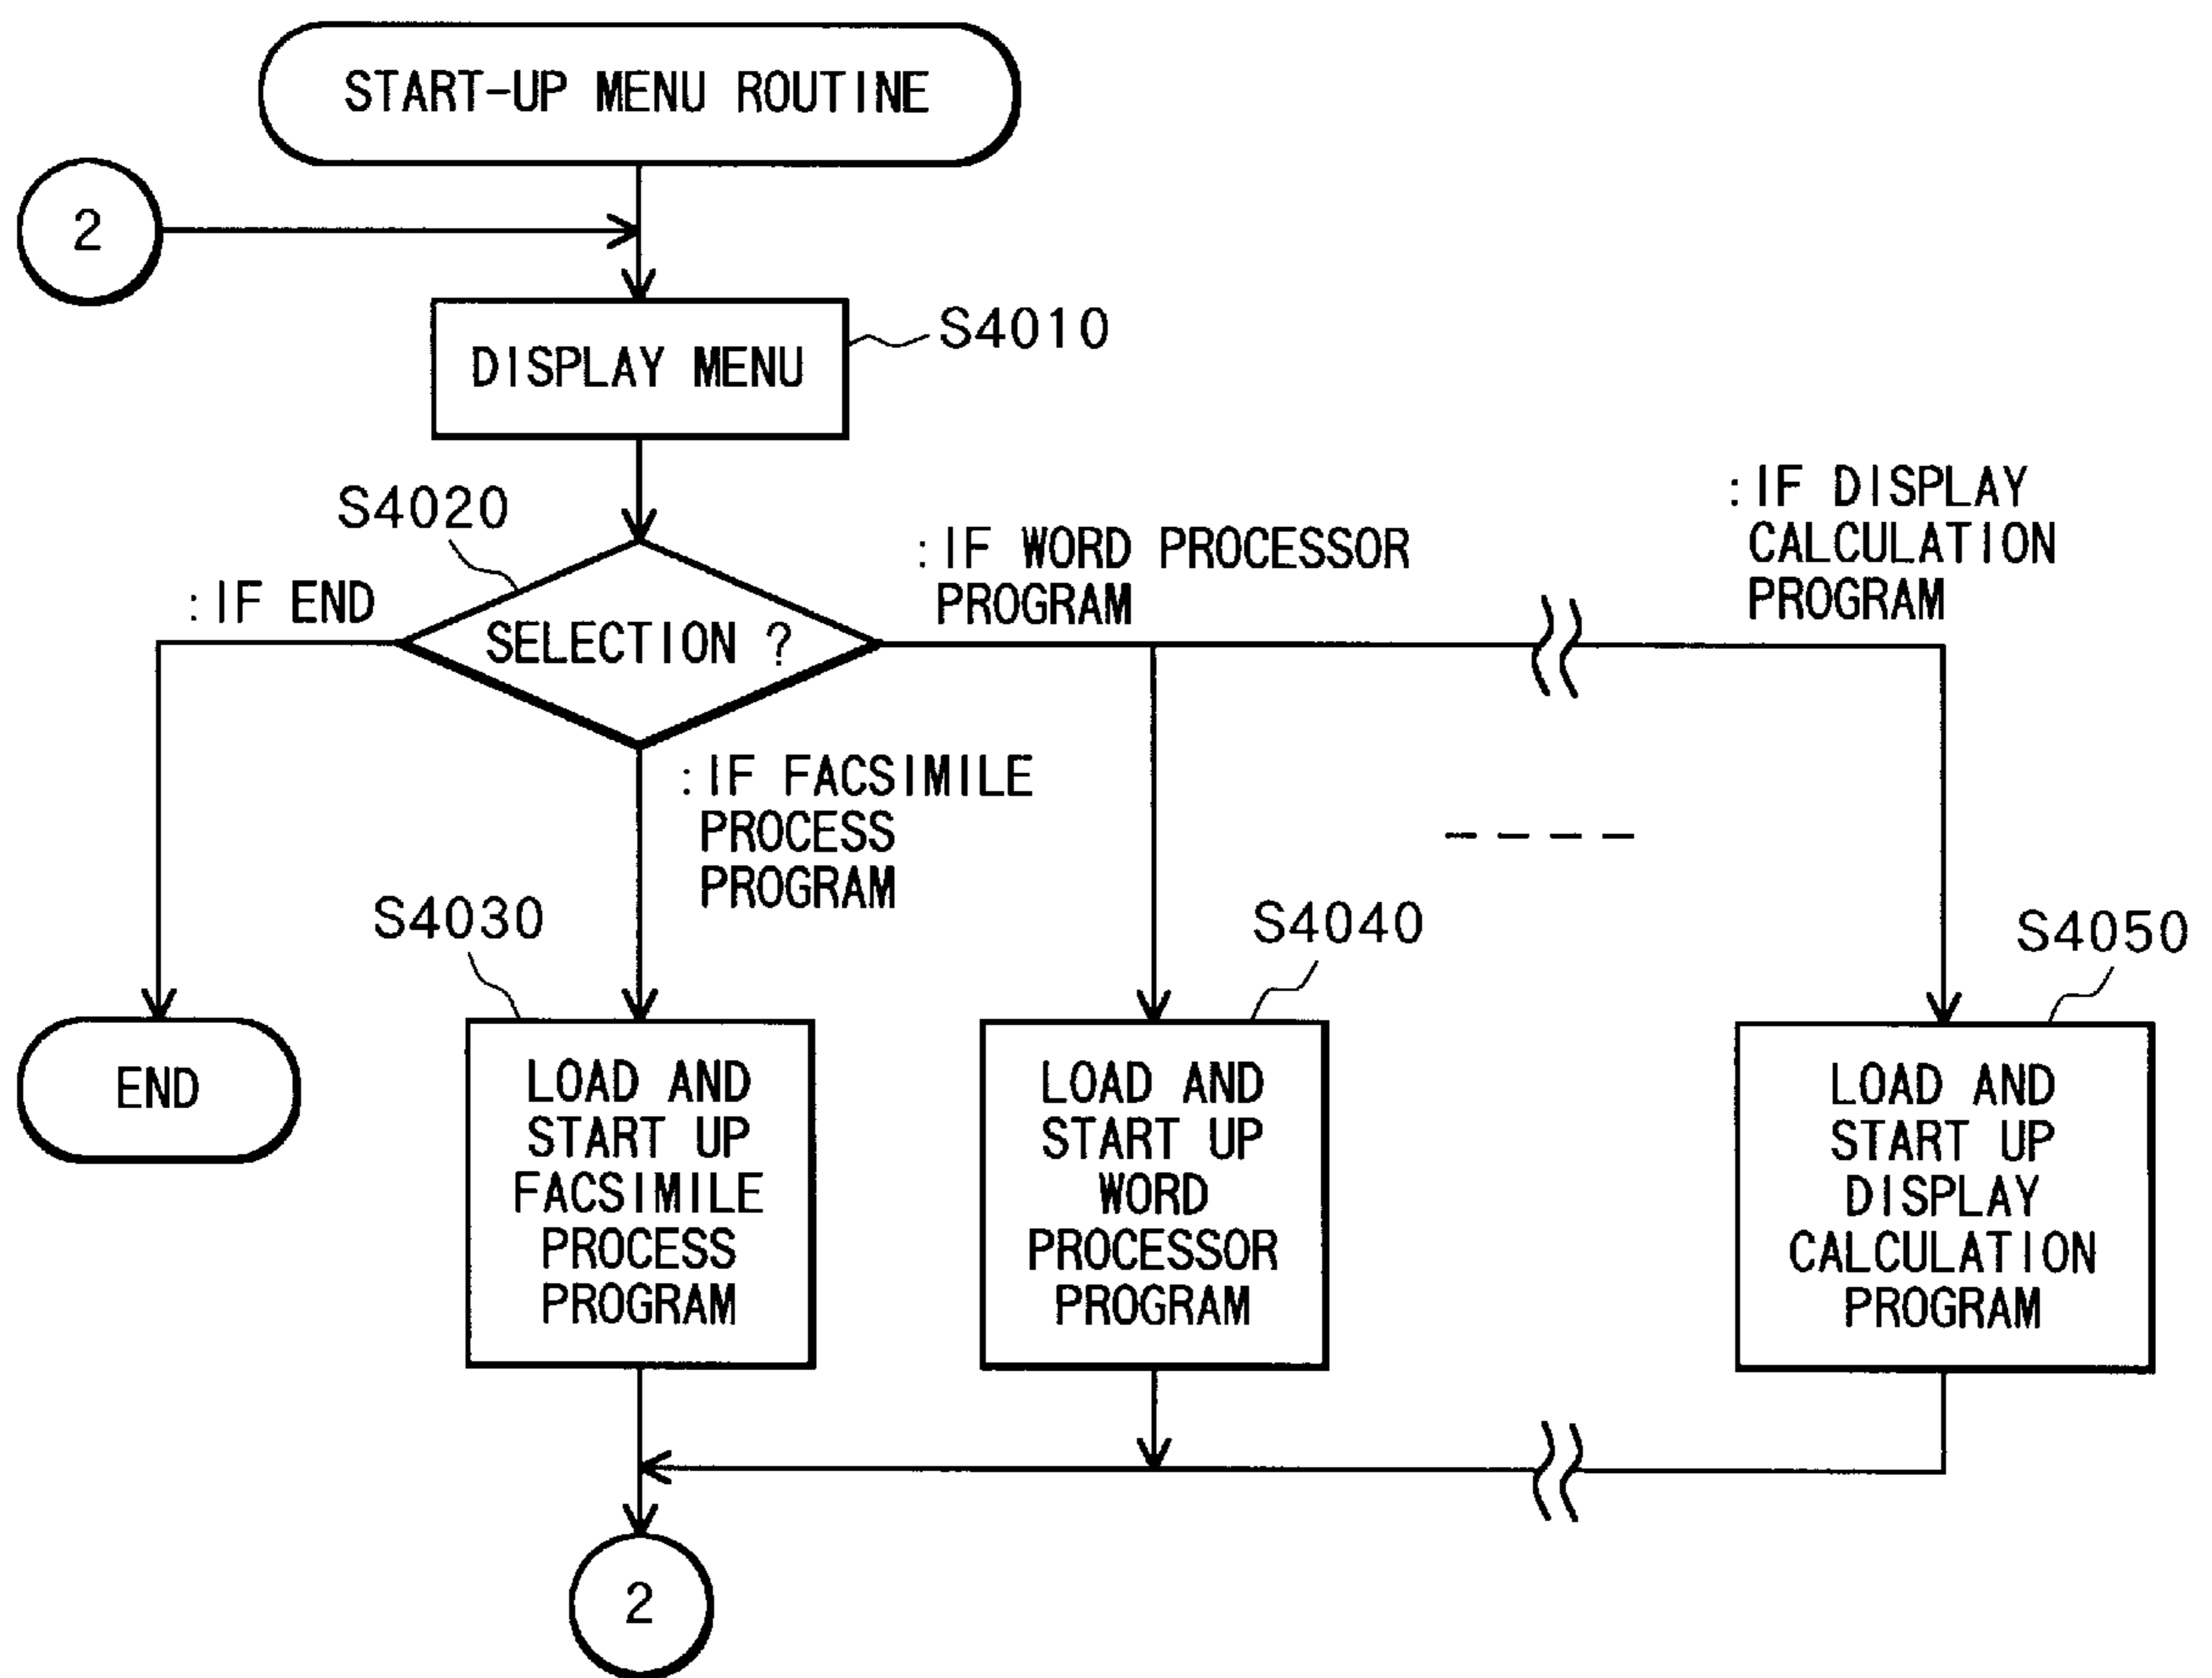 START-UP MENU ROUTINE
2
DISPLAY MENU
S4010
S4020
SELECTION ?
:IF END
:IF WORD PROCESSOR
PROGRAM
:IF DISPLAY
CALCULATION
PROGRAM
:IF FACSIMILE
PROCESS
PROGRAM
END
S4030
LOAD AND
START UP
FACSIMILE
PROCESS
PROGRAM
S4040
LOAD AND
START UP
WORD
PROCESSOR
PROGRAM
S4050
LOAD AND
START UP
DISPLAY
CALCULATION
PROGRAM
2